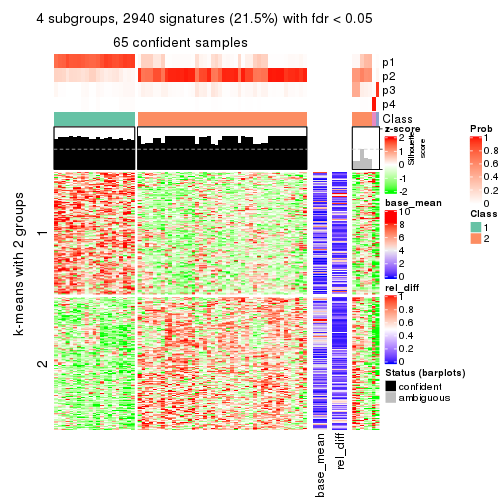 4 subgroups, 2940 signatures (21.5%) with fdr < 0.05
65 confident samples
p1
p2
p3
p4
Class
z-score
2
1
0
-1
-2
Silhouette
score
Prob
1
0.8
0.6
0.4
0.2
0
Class
1
2
base_mean
10
8
6
4
2
0
rel_diff
1
0.8
0.6
0.4
0.2
0
Status (barplots)
confident
ambiguous
k-means with 2 groups
1
2
base_mean
rel_diff